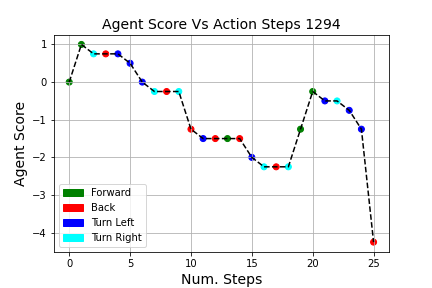 Agent Score Vs Action Steps 1294
Agent Score
1
0
−1
−2
−3
−4
Forward
Back
Turn Left
Turn Right
0 5 10 15 20 25
Num. Steps